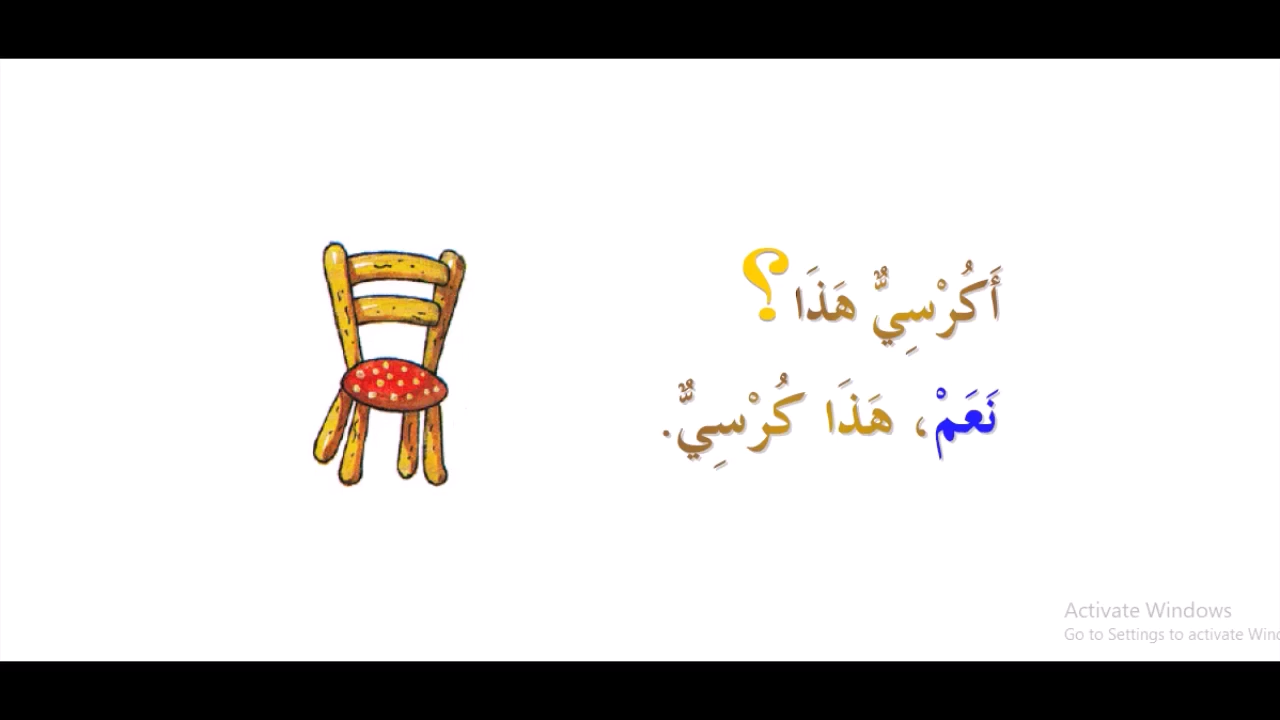 أَكُرْسِيٌّ هَذَا؟
نَعَمْ، هَذَا كُرْسِيٌّ.
Activate Windows
Go to Settings to activate Wind